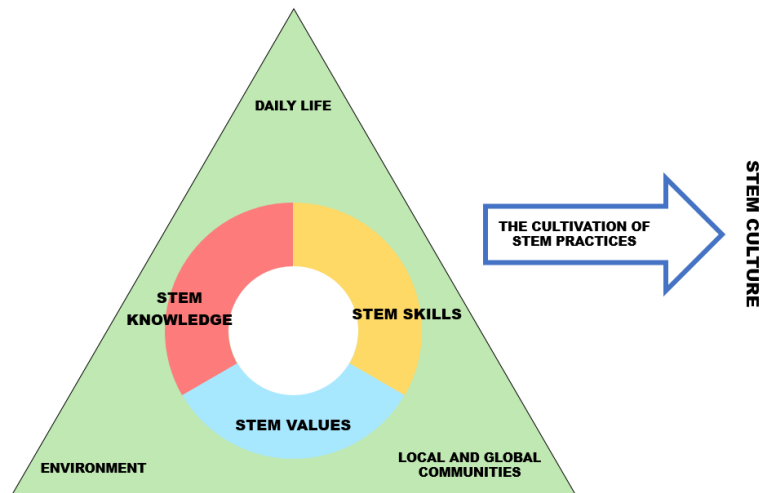 DAILY LIFE
STEM
KNOWLEDGE
STEM SKILLS
STEM VALUES
ENVIRONMENT
LOCAL AND GLOBAL
COMMUNITIES
THE CULTIVATION OF
STEM PRACTICES
STEM CULTURE